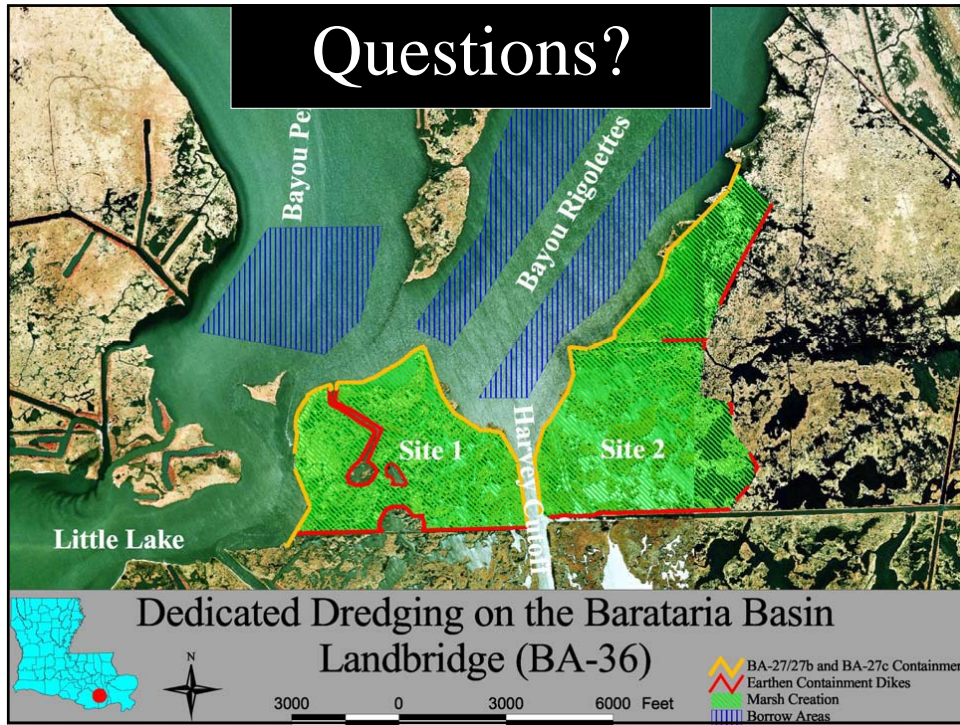 Questions?
Bayou Pe
Bayou Rigolettes
Harvey Cutoff
Site 1
Site 2
Little Lake
Dedicated Dredging on the Barataria Basin
Landbridge (BA-36)
N
3000 0 3000 6000 Feet
BA-27/27b and BA-27c Containmen
Earthen Containment Dikes
Marsh Creation
Borrow Areas